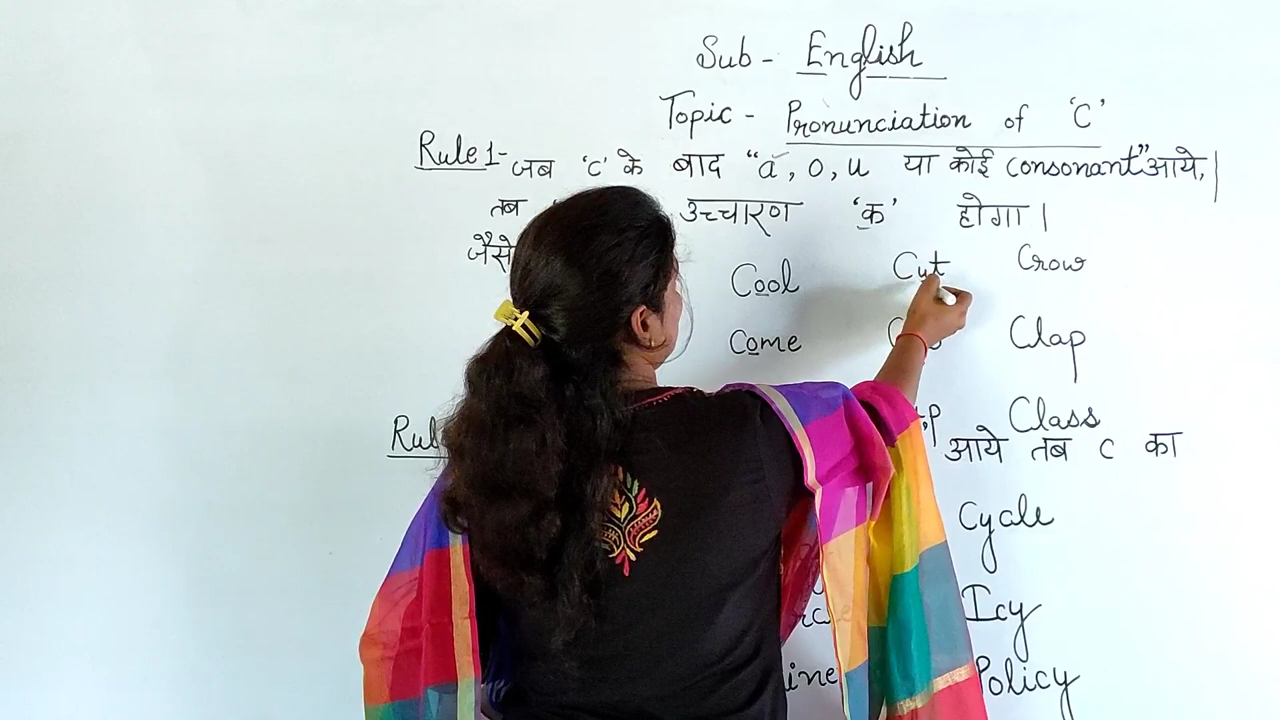 Sub - English
Topic - Pronunciation of 'C'
Rule 1- जब 'c' के बाद "a, o, u या कोई consonant" आये,
तब उच्चारण 'क' होगा।
जैसे Cool Cut Crow
Come Clap
Class
आये तब c का
Cycle
Icy
Policy